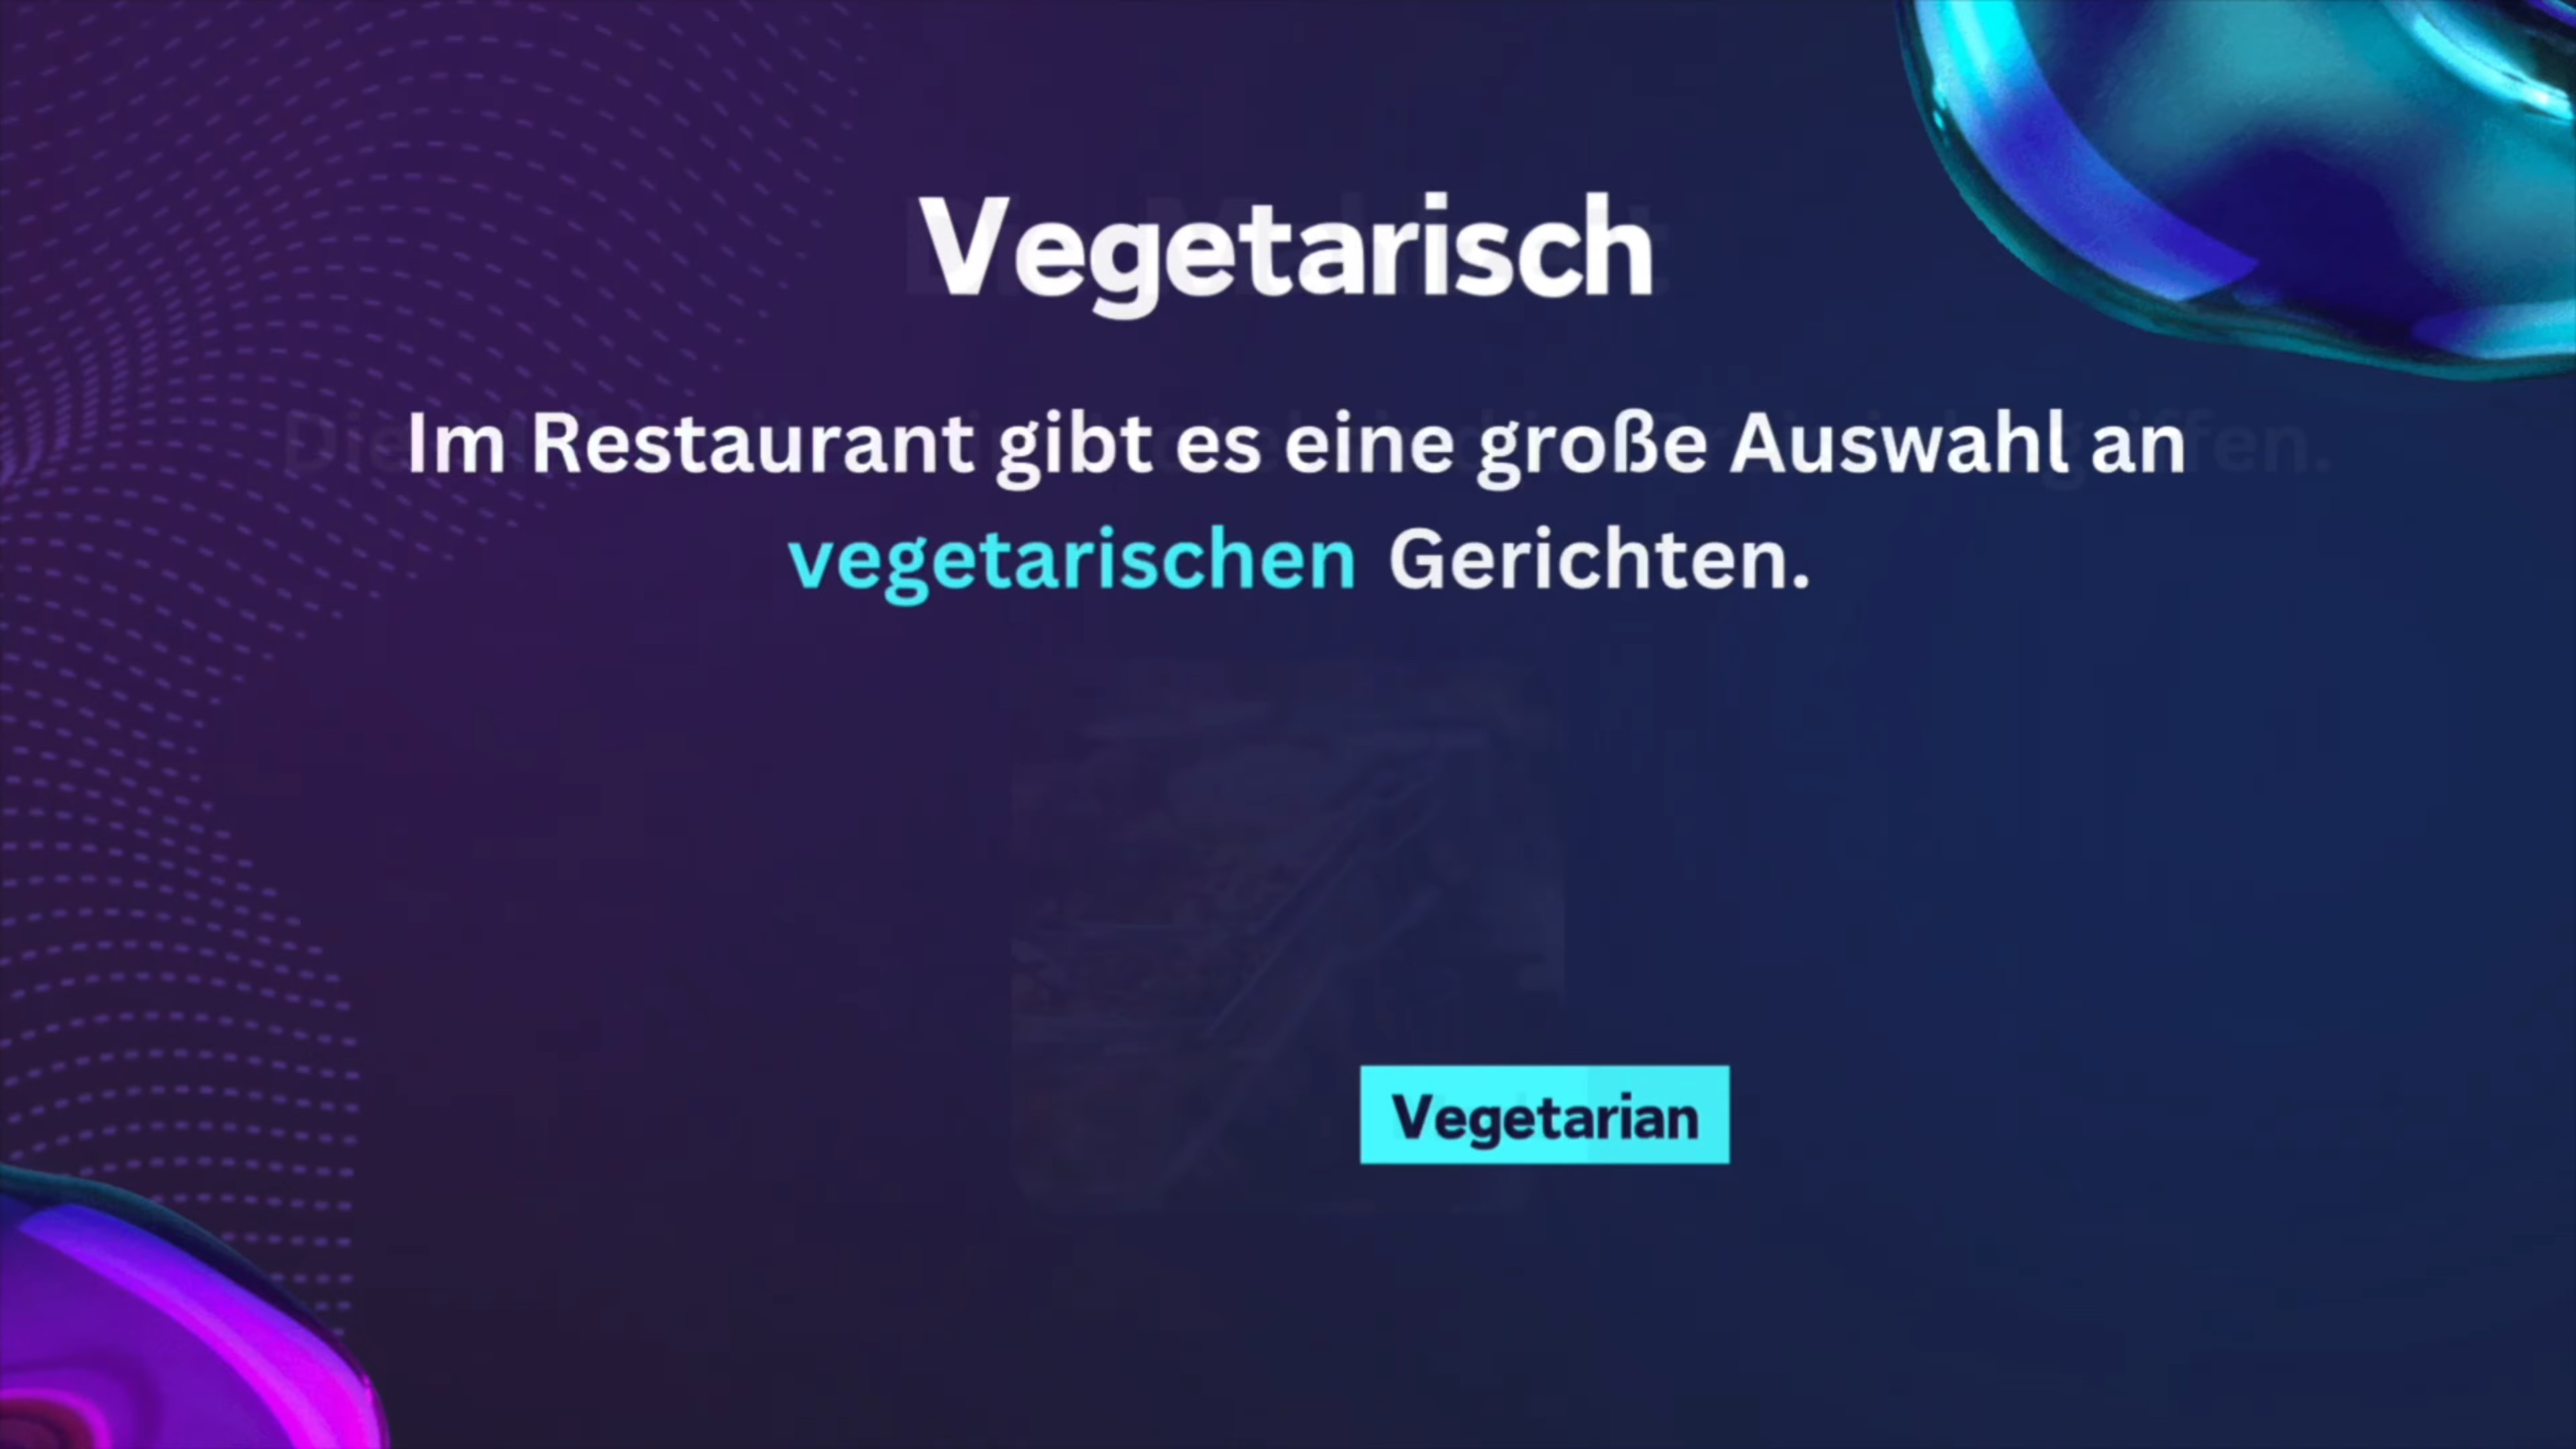 Vegetarisch
Im Restaurant gibt es eine große Auswahl an
vegetarischen Gerichten.
Vegetarian